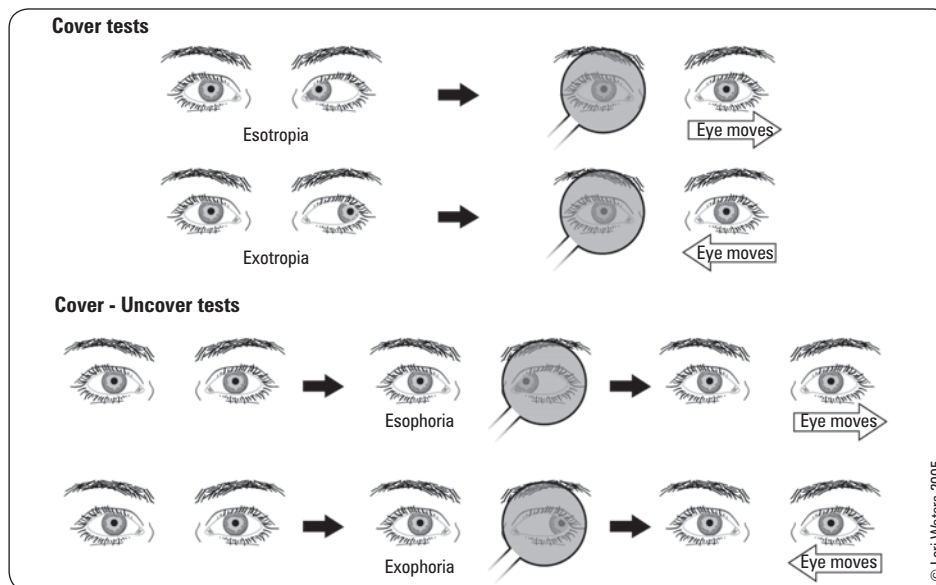 Cover tests
Esotropia
Eye moves
Exotropia
Eye moves
Cover - Uncover tests
Esophoria
Eye moves
Exophoria
Eye moves
© Lori Waters 2005